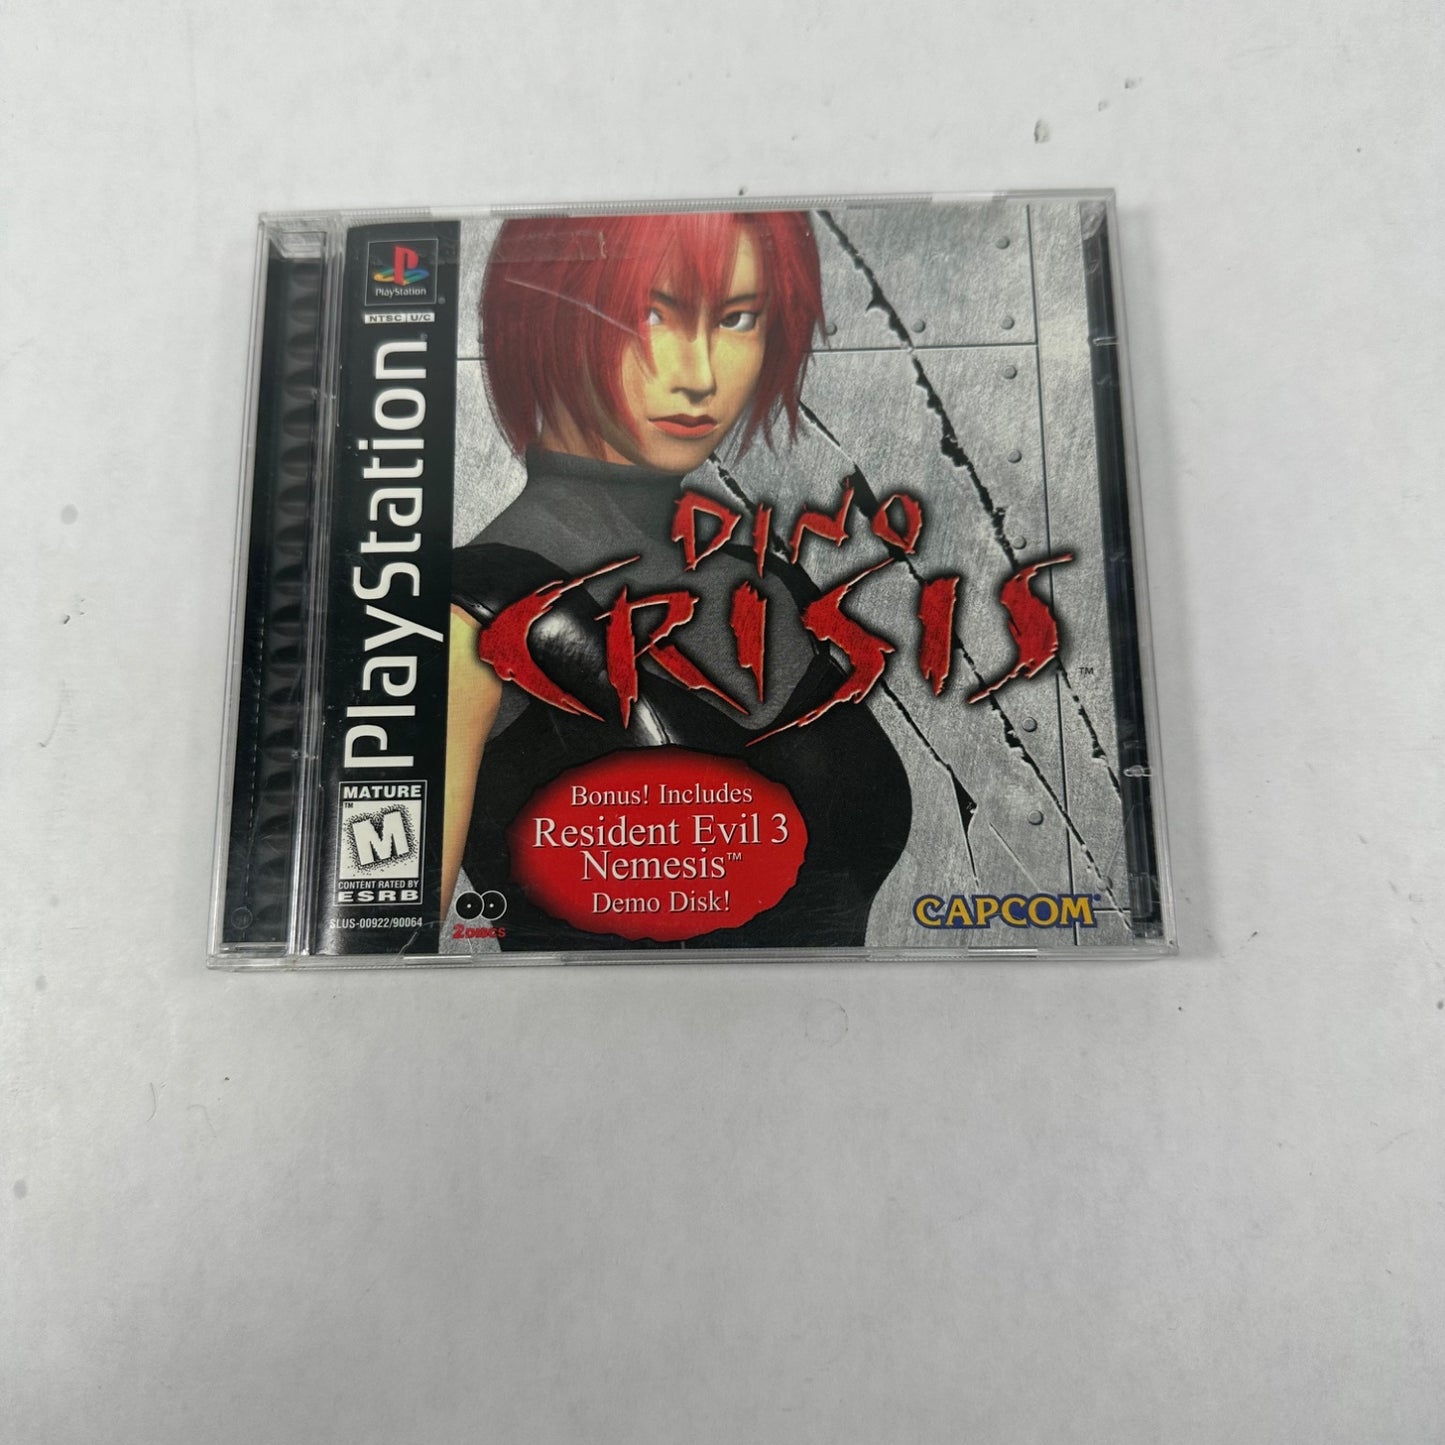 PlayStation
NTSC U/C
PlayStation
MATURE
™
M
CONTENT RATED BY
ESRB
SLUS-00922/90064
2 DISCS
DINO
CRISIS™
Bonus! Includes
Resident Evil 3
Nemesis™
Demo Disk!
CAPCOM